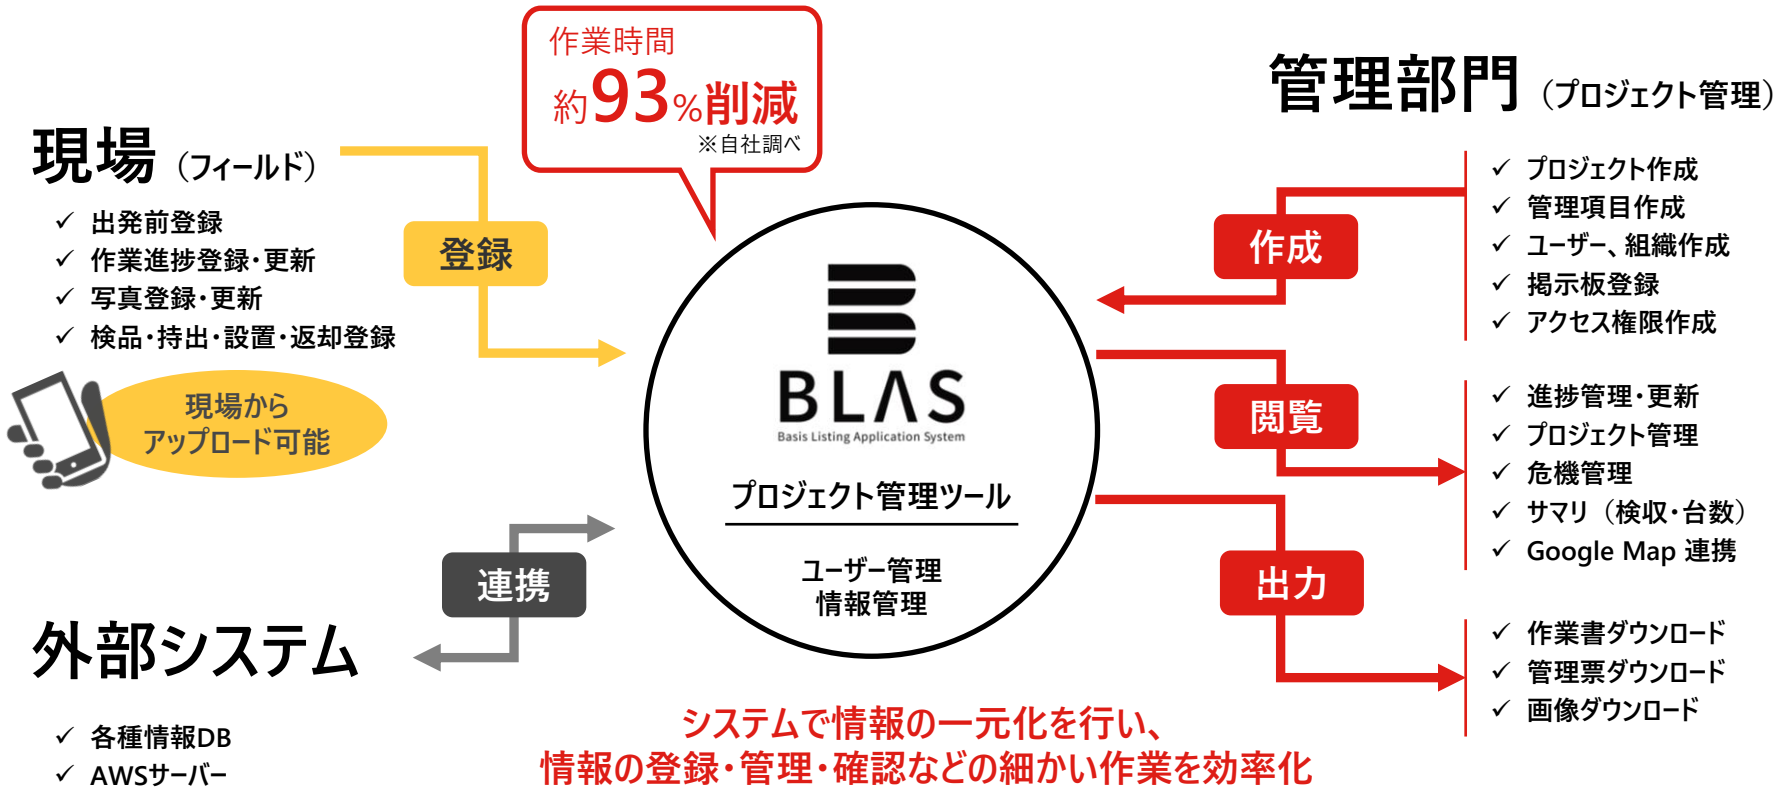 作業時間
約93%削減
※自社調べ
現場（フィールド）
✓ 出発前登録
✓ 作業進捗登録・更新
✓ 写真登録・更新
✓ 検品・持出・設置・返却登録
現場から
アップロード可能
登録
外部システム
✓ 各種情報DB
✓ AWSサーバー
連携
BLAS
Basis Listing Application System
プロジェクト管理ツール
ユーザー管理
情報管理
管理部門（プロジェクト管理）
作成
✓ プロジェクト作成
✓ 管理項目作成
✓ ユーザー、組織作成
✓ 掲示板登録
✓ アクセス権限作成
閲覧
✓ 進捗管理・更新
✓ プロジェクト管理
✓ 危機管理
✓ サマリ（検収・台数）
✓ Google Map 連携
出力
✓ 作業書ダウンロード
✓ 管理票ダウンロード
✓ 画像ダウンロード
システムで情報の一元化を行い、
情報の登録・管理・確認などの細かい作業を効率化